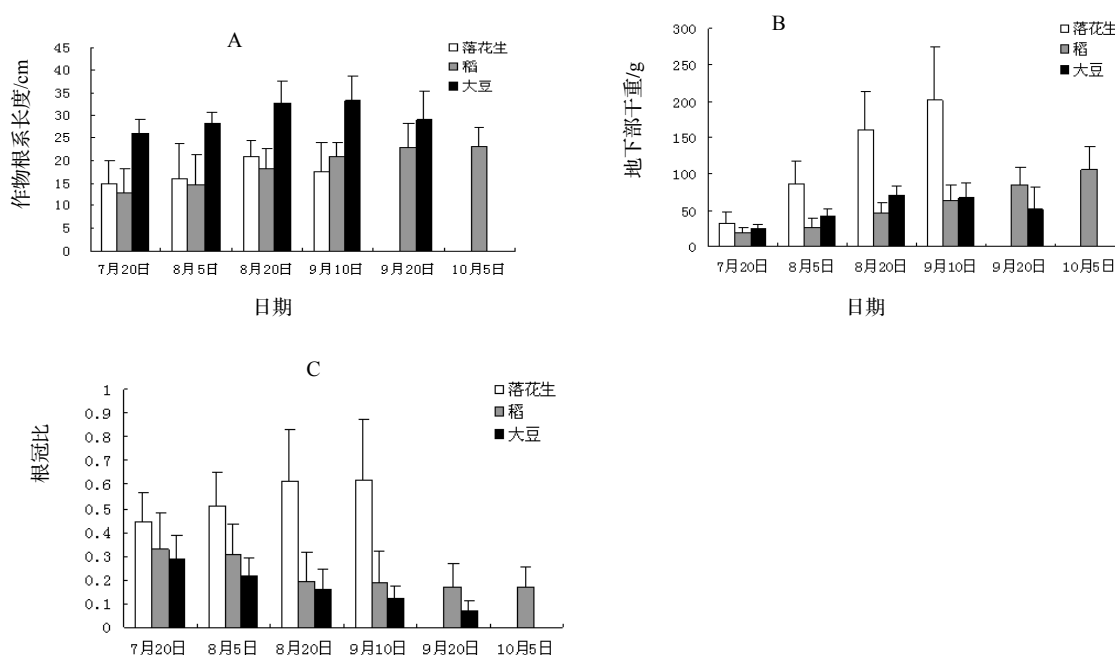 A
作物根系长度/cm
45
40
35
30
25
20
15
10
5
0
落花生
稻
大豆
7月20日 8月5日 8月20日 9月10日 9月20日 10月5日
日期
B
地下部干重/g
300
250
200
150
100
50
0
落花生
稻
大豆
7月20日 8月5日 8月20日 9月10日 9月20日 10月5日
日期
C
根冠比
1
0.9
0.8
0.7
0.6
0.5
0.4
0.3
0.2
0.1
0
落花生
稻
大豆
7月20日 8月5日 8月20日 9月10日 9月20日 10月5日